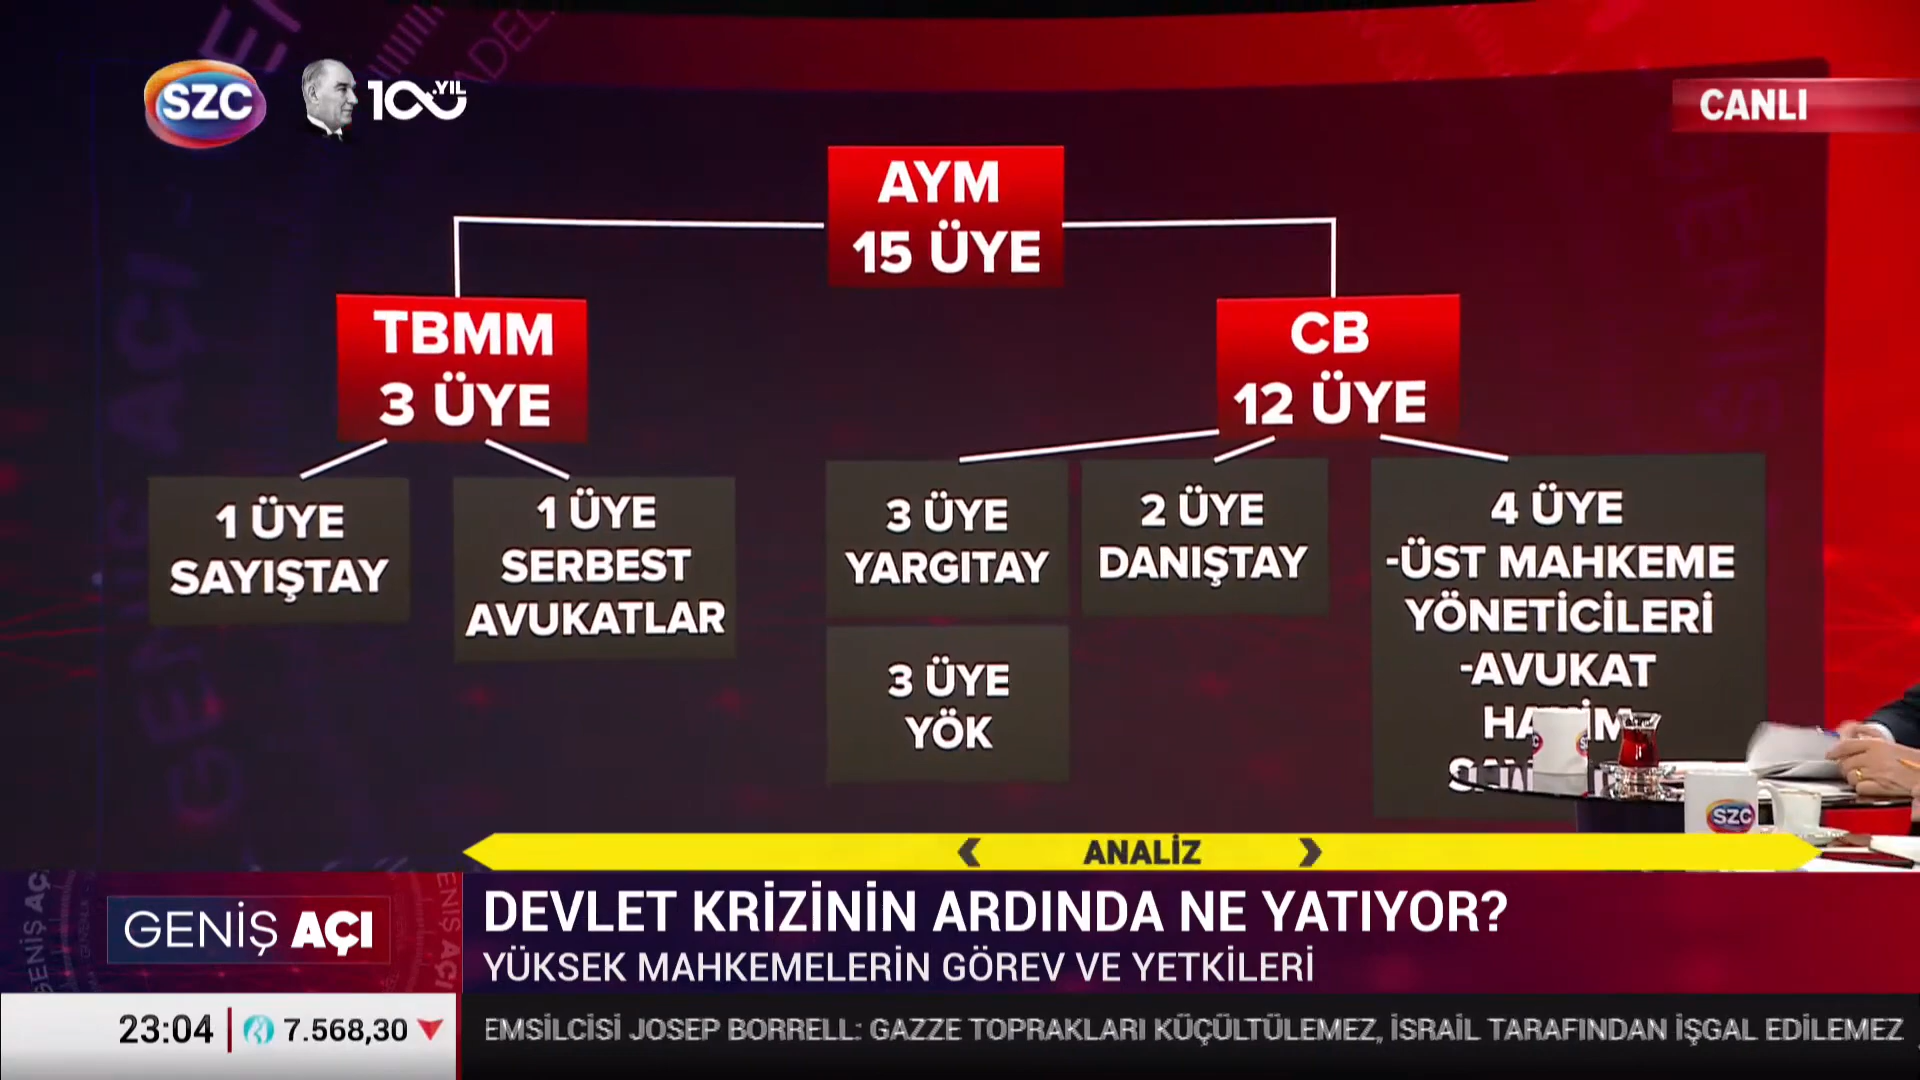 SZC
100.YIL
CANLI
AYM
15 ÜYE
TBMM
3 ÜYE
CB
12 ÜYE
1 ÜYE
SAYIŞTAY
1 ÜYE
SERBEST
AVUKATLAR
3 ÜYE
YARGITAY
2 ÜYE
DANIŞTAY
4 ÜYE
-ÜST MAHKEME
YÖNETİCİLERİ
-AVUKAT
3 ÜYE
YÖK
SZC
ANALİZ
GENİŞ AÇI
DEVLET KRİZİNİN ARDINDA NE YATIYOR?
YÜKSEK MAHKEMELERİN GÖREV VE YETKİLERİ
23:04 7.568,30
EMSİLCİSİ JOSEP BORRELL: GAZZE TOPRAKLARI KÜÇÜLTÜLEMEZ, İSRAİL TARAFINDAN İŞGAL EDİLEMEZ